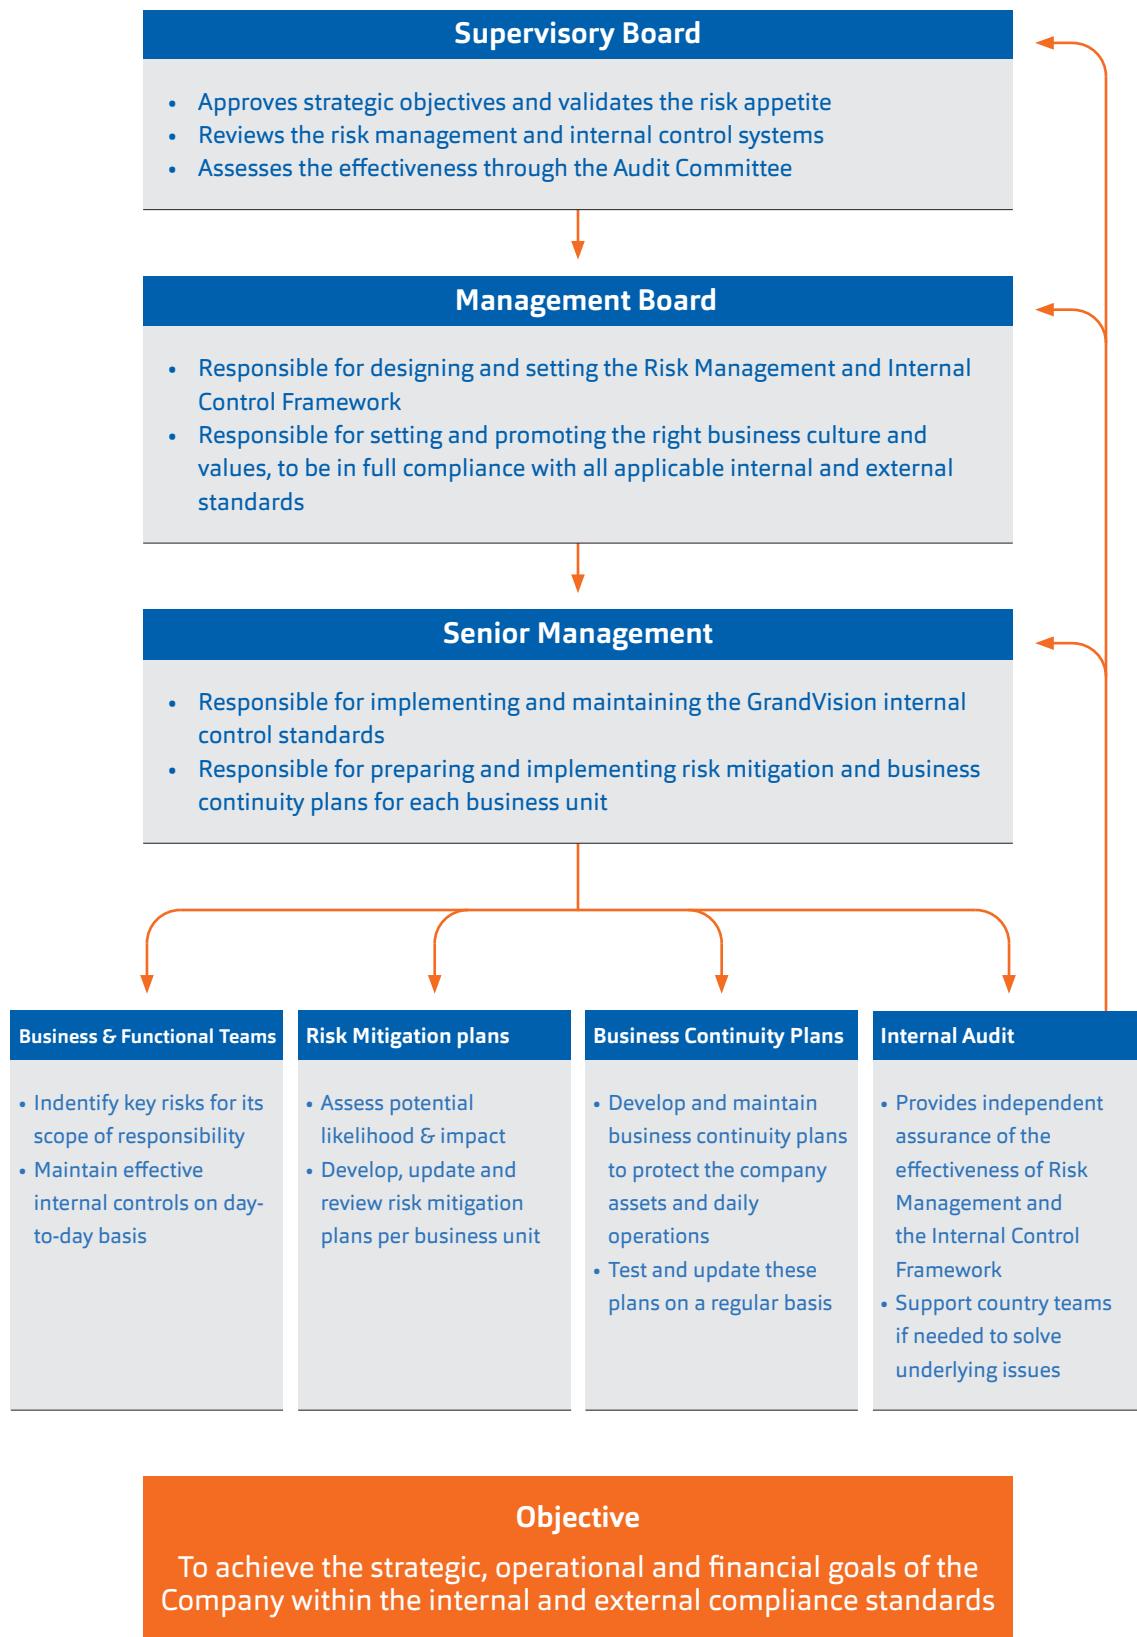 Supervisory Board
• Approves strategic objectives and validates the risk appetite
• Reviews the risk management and internal control systems
• Assesses the effectiveness through the Audit Committee
Management Board
• Responsible for designing and setting the Risk Management and Internal
Control Framework
• Responsible for setting and promoting the right business culture and
values, to be in full compliance with all applicable internal and external
standards
Senior Management
• Responsible for implementing and maintaining the GrandVision internal
control standards
• Responsible for preparing and implementing risk mitigation and business
continuity plans for each business unit
Business & Functional Teams
• Indentify key risks for its
scope of responsibility
• Maintain effective
internal controls on day-
to-day basis
Risk Mitigation plans
• Assess potential
likelihood & impact
• Develop, update and
review risk mitigation
plans per business unit
Business Continuity Plans
• Develop and maintain
business continuity plans
to protect the company
assets and daily
operations
• Test and update these
plans on a regular basis
Internal Audit
• Provides independent
assurance of the
effectiveness of Risk
Management and
the Internal Control
Framework
• Support country teams
if needed to solve
underlying issues
Objective
To achieve the strategic, operational and financial goals of the
Company within the internal and external compliance standards